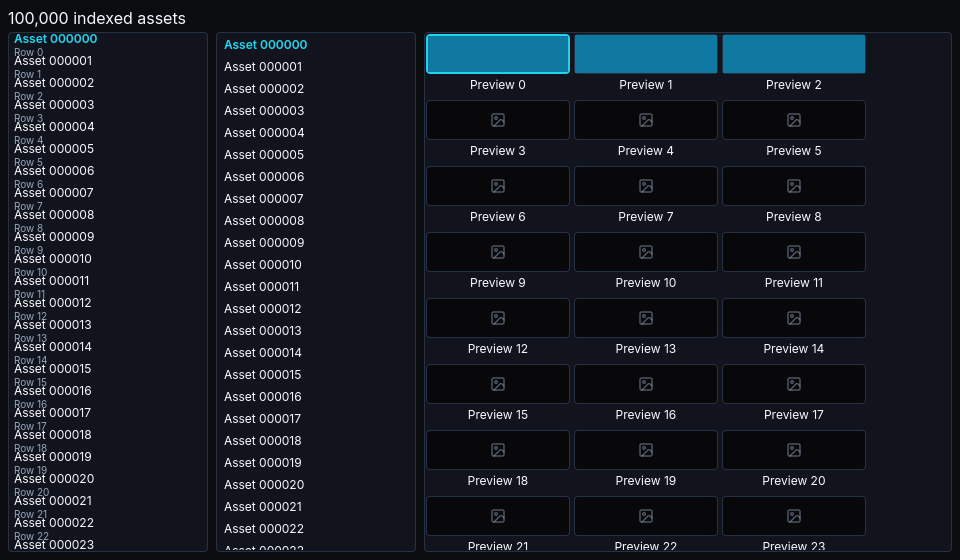 100,000 indexed assets
Asset 000000
Row 0
Asset 000001
Row 1
Asset 000002
Row 2
Asset 000003
Row 3
Asset 000004
Row 4
Asset 000005
Row 5
Asset 000006
Row 6
Asset 000007
Row 7
Asset 000008
Row 8
Asset 000009
Row 9
Asset 000010
Row 10
Asset 000011
Row 11
Asset 000012
Row 12
Asset 000013
Row 13
Asset 000014
Row 14
Asset 000015
Row 15
Asset 000016
Row 16
Asset 000017
Row 17
Asset 000018
Row 18
Asset 000019
Row 19
Asset 000020
Row 20
Asset 000021
Row 21
Asset 000022
Row 22
Asset 000023
Asset 000000
Asset 000001
Asset 000002
Asset 000003
Asset 000004
Asset 000005
Asset 000006
Asset 000007
Asset 000008
Asset 000009
Asset 000010
Asset 000011
Asset 000012
Asset 000013
Asset 000014
Asset 000015
Asset 000016
Asset 000017
Asset 000018
Asset 000019
Asset 000020
Asset 000021
Asset 000022
Asset 000023
Preview 0 Preview 1 Preview 2
Preview 3 Preview 4 Preview 5
Preview 6 Preview 7 Preview 8
Preview 9 Preview 10 Preview 11
Preview 12 Preview 13 Preview 14
Preview 15 Preview 16 Preview 17
Preview 18 Preview 19 Preview 20
Preview 21 Preview 22 Preview 23